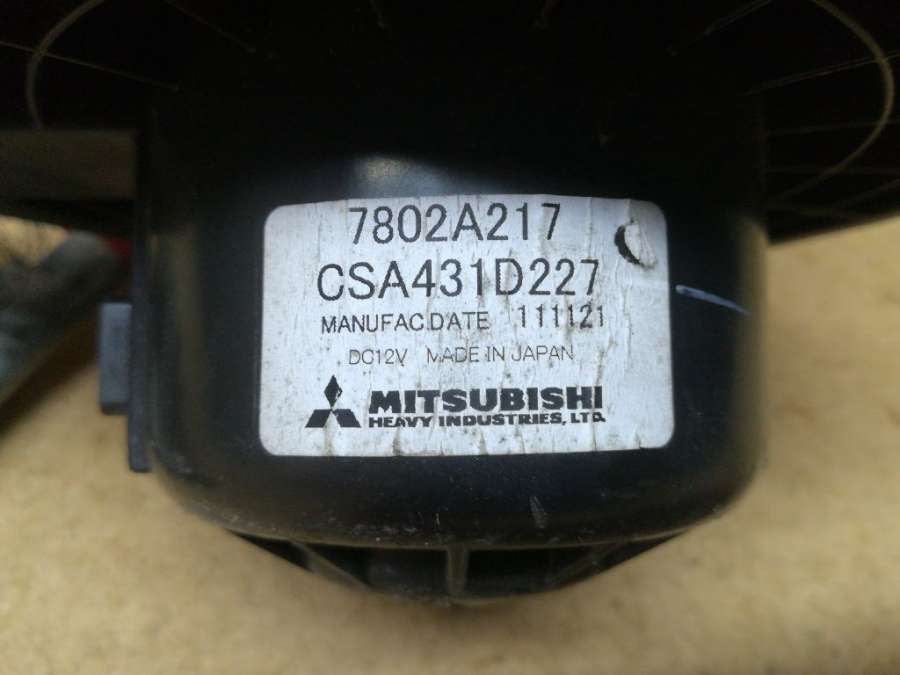 7802A217
CSA431D227
MANUFAC.DATE 111121
DC12V MADE IN JAPAN
MITSUBISHI
HEAVY INDUSTRIES, LTD.